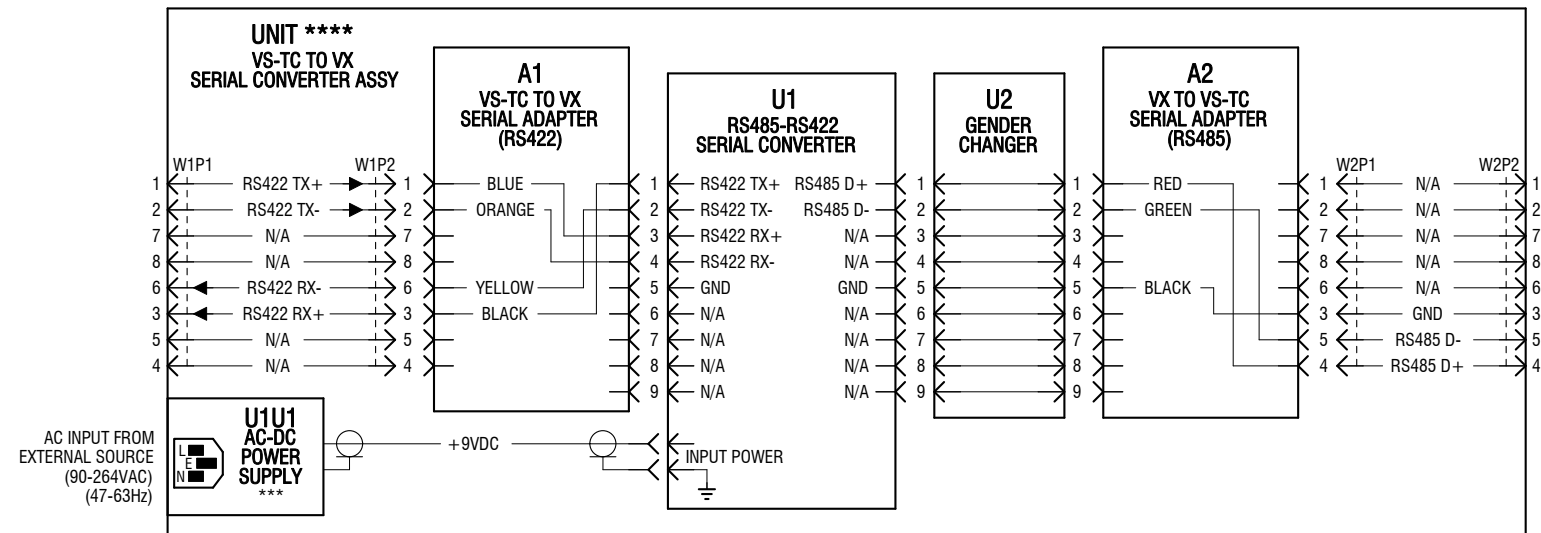 UNIT ****
VS-TC TO VX
SERIAL CONVERTER ASSY
A1
VS-TC TO VX
SERIAL ADAPTER
(RS422)
U1
RS485-RS422
SERIAL CONVERTER
U2
GENDER
CHANGER
A2
VX TO VS-TC
SERIAL ADAPTER
(RS485)
W1P1 W1P2 W2P1 W2P2
1 RS422 TX+ 1 BLUE 1 RS422 TX+ RS485 D+ 1 1 RED 1 N/A 1
2 RS422 TX- 2 ORANGE 2 RS422 TX- RS485 D- 2 2 GREEN 2 N/A 2
7 N/A 7 3 RS422 RX+ N/A 3 3 7 N/A 7
8 N/A 8 4 RS422 RX- N/A 4 4 8 N/A 8
6 RS422 RX- 6 YELLOW 5 GND GND 5 5 BLACK 6 N/A 6
3 RS422 RX+ 3 BLACK 6 N/A N/A 6 6 3 GND 3
5 N/A 5 7 N/A N/A 7 7 5 RS485 D- 5
4 N/A 4 8 N/A N/A 8 8 4 RS485 D+ 4
9 N/A N/A 9 9
AC INPUT FROM
EXTERNAL SOURCE
(90-264VAC)
(47-63Hz)
L
E
N
U1U1
AC-DC
POWER
SUPPLY
***
+9VDC
INPUT POWER